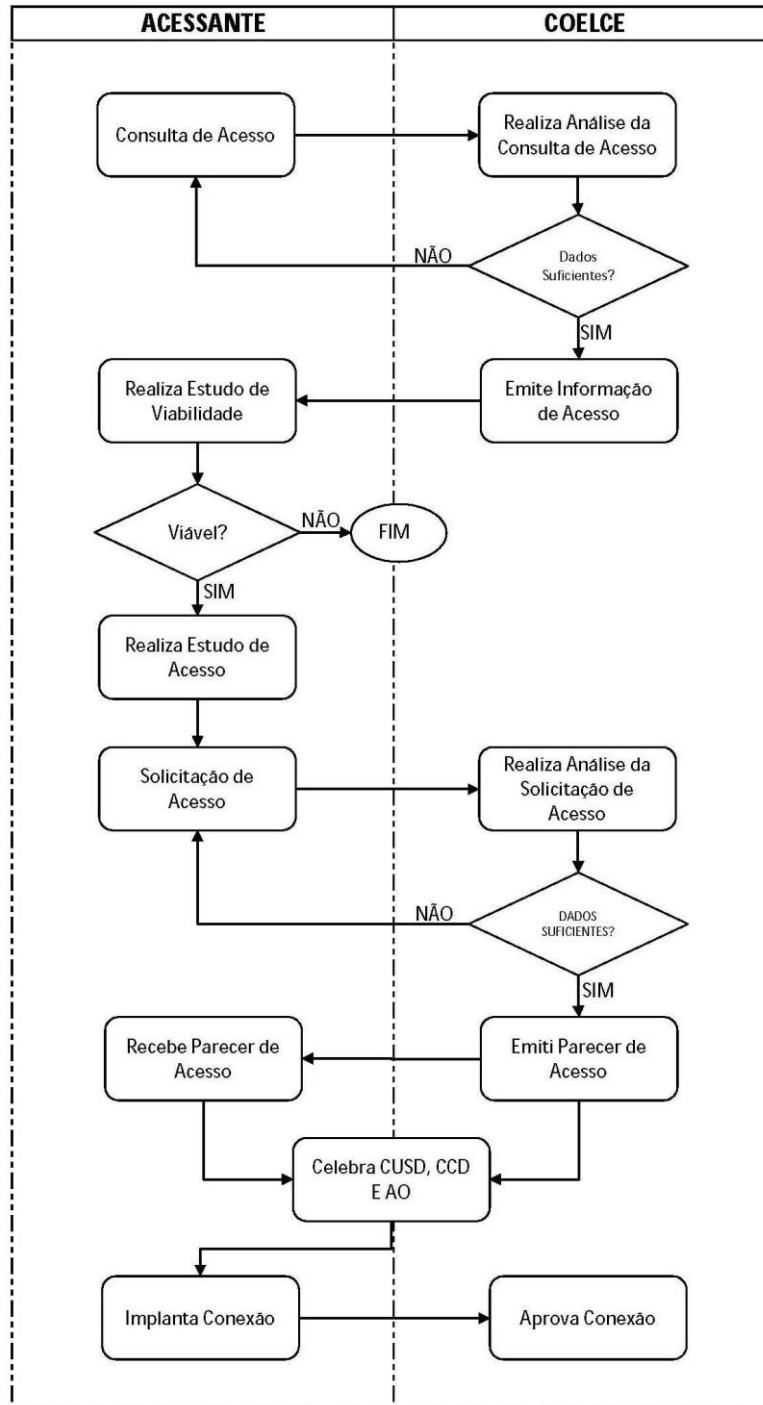 ACESSANTE
COELCE
Consulta de Acesso
Realiza Análise da
Consulta de Acesso
NÃO
Dados
Suficientes?
SIM
Realiza Estudo de
Viabilidade
Emite Informação
de Acesso
Viável?
NÃO
FIM
SIM
Realiza Estudo de
Acesso
Solicitação de
Acesso
Realiza Análise da
Solicitação de
Acesso
NÃO
DADOS
SUFICIENTES?
SIM
Recebe Parecer de
Acesso
Emiti Parecer de
Acesso
Celebra CUSD, CCD
E AO
Implanta Conexão
Aprova Conexão